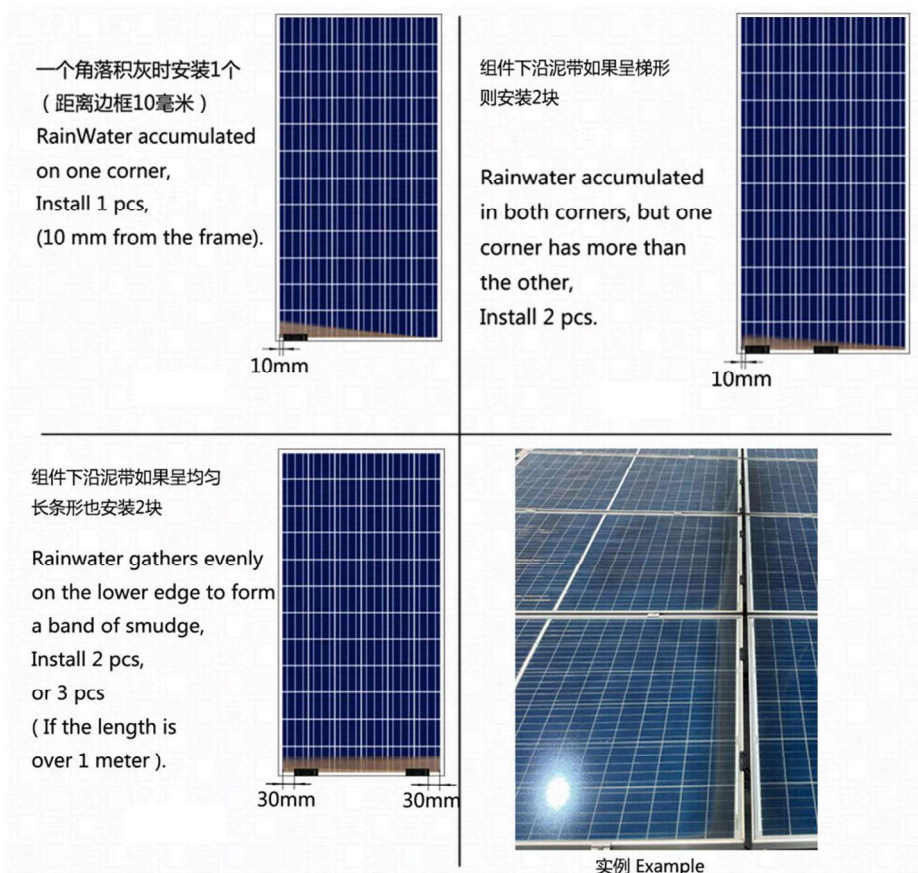 一个角落积灰时安装1个
（距离边框10毫米）
RainWater accumulated
on one corner,
Install 1 pcs,
(10 mm from the frame).
10mm
组件下沿泥带如果呈梯形
则安装2块
Rainwater accumulated
in both corners, but one
corner has more than
the other,
Install 2 pcs.
10mm
组件下沿泥带如果呈均匀
长条形也安装2块
Rainwater gathers evenly
on the lower edge to form
a band of smudge,
Install 2 pcs,
or 3 pcs
( If the length is
over 1 meter ).
30mm
30mm
实例 Example